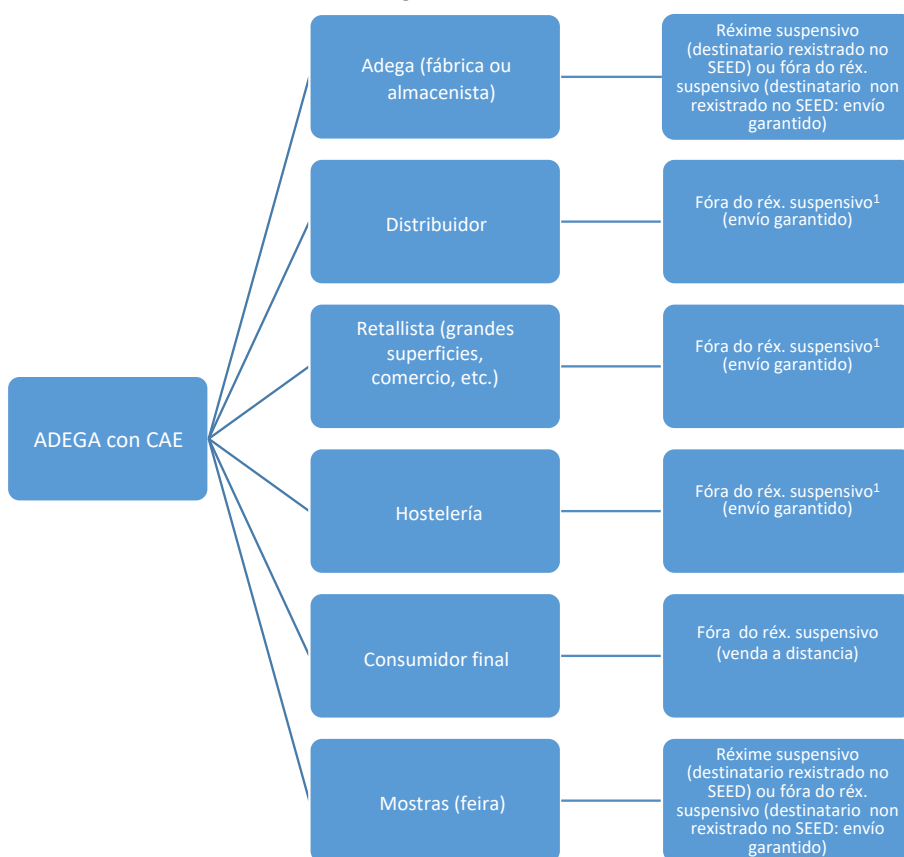 ADEGA con CAE
Adega (fábrica ou
almacenista)
Réxime suspensivo
(destinatario rexistrado no
SEED) ou fóra do réx.
suspensivo (destinatario non
rexistrado no SEED: envío
garantido)
Distribuidor
Fóra do réx. suspensivo¹
(envío garantido)
Retallista (grandes
superficies,
comercio, etc.)
Fóra do réx. suspensivo¹
(envío garantido)
Hostelería
Fóra do réx. suspensivo¹
(envío garantido)
Consumidor final
Fóra do réx. suspensivo
(venda a distancia)
Mostras (feira)
Réxime suspensivo
(destinatario rexistrado no
SEED) ou fóra do réx.
suspensivo (destinatario non
rexistrado no SEED: envío
garantido)